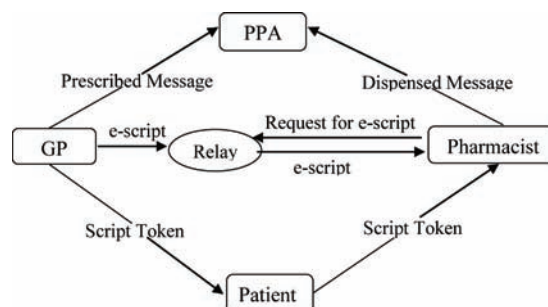 PPA
Prescribed Message
Dispensed Message
e-script
Request for e-script
GP
Relay
Pharmacist
e-script
Script Token
Script Token
Patient